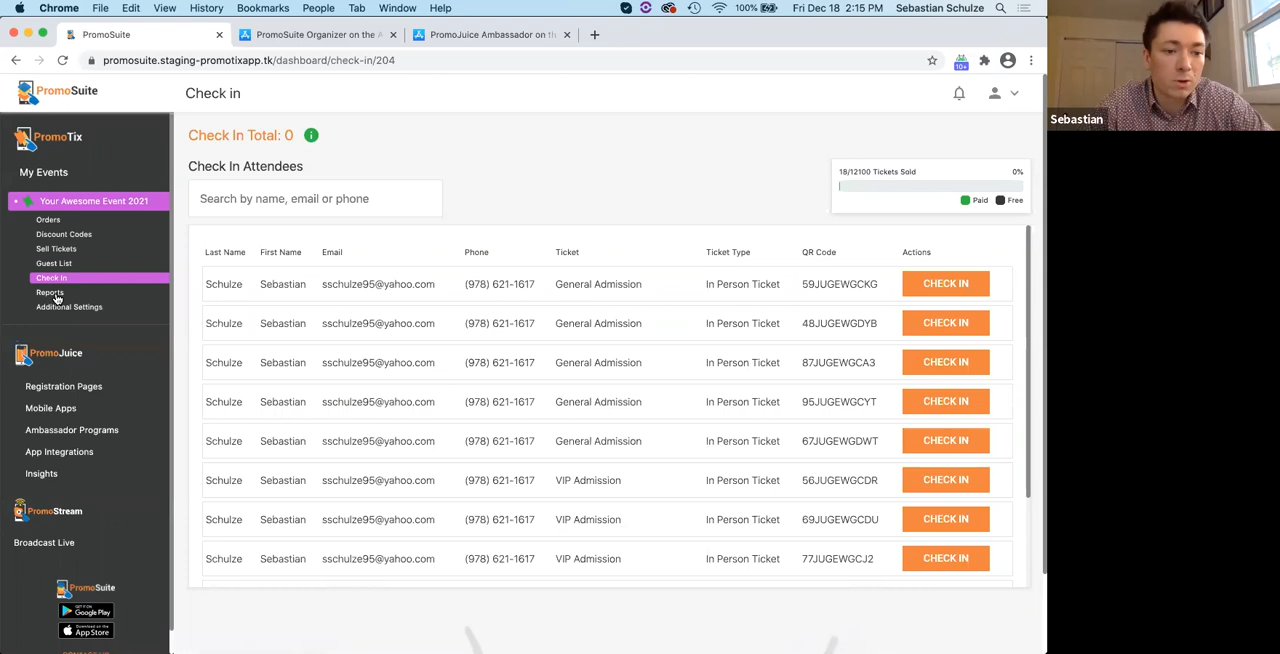 Chrome File Edit View History Bookmarks People Tab Window Help 100% Fri Dec 18 2:15 PM Sebastian Schulze
PromoSuite PromoSuite Organizer on the A PromoJuice Ambassador on th
promosuite.staging-promotixapp.tk/dashboard/check-in/204 10+
PromoSuite Check in
Sebastian
PromoTix
Check In Total: 0 i
My Events
Check In Attendees
18/12100 Tickets Sold 0%
Search by name, email or phone
Paid Free
Your Awesome Event 2021
Orders
Discount Codes
Sell Tickets
Guest List
Check In
Reports
Additional Settings
PromoJuice
Registration Pages
Mobile Apps
Ambassador Programs
App Integrations
Insights
PromoStream
Broadcast Live
PromoSuite
GET IT ON
Google Play
Download on the
App Store
Last Name First Name Email Phone Ticket Ticket Type QR Code Actions
Schulze Sebastian sschulze95@yahoo.com (978) 621-1617 General Admission In Person Ticket 59JUGEWGCKG CHECK IN
Schulze Sebastian sschulze95@yahoo.com (978) 621-1617 General Admission In Person Ticket 48JUGEWGDYB CHECK IN
Schulze Sebastian sschulze95@yahoo.com (978) 621-1617 General Admission In Person Ticket 87JUGEWGCA3 CHECK IN
Schulze Sebastian sschulze95@yahoo.com (978) 621-1617 General Admission In Person Ticket 95JUGEWGCYT CHECK IN
Schulze Sebastian sschulze95@yahoo.com (978) 621-1617 General Admission In Person Ticket 67JUGEWGDWT CHECK IN
Schulze Sebastian sschulze95@yahoo.com (978) 621-1617 VIP Admission In Person Ticket 56JUGEWGCDR CHECK IN
Schulze Sebastian sschulze95@yahoo.com (978) 621-1617 VIP Admission In Person Ticket 69JUGEWGCDU CHECK IN
Schulze Sebastian sschulze95@yahoo.com (978) 621-1617 VIP Admission In Person Ticket 77JUGEWGCJ2 CHECK IN